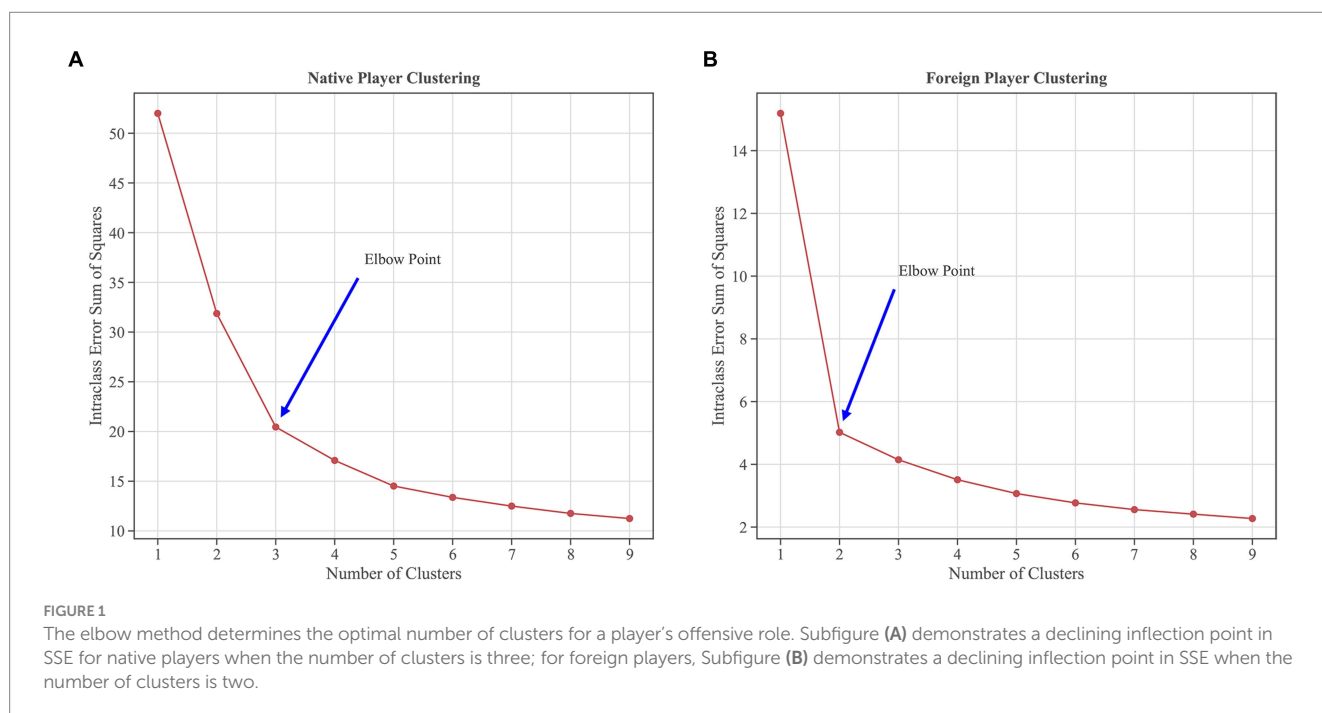 A
Native Player Clustering
Intraclass Error Sum of Squares
50
45
40
35
30
25
20
15
10
Elbow Point
1 2 3 4 5 6 7 8 9
Number of Clusters
B
Foreign Player Clustering
Intraclass Error Sum of Squares
14
12
10
8
6
4
2
Elbow Point
1 2 3 4 5 6 7 8 9
Number of Clusters
FIGURE 1
The elbow method determines the optimal number of clusters for a player's offensive role. Subfigure (A) demonstrates a declining inflection point in
SSE for native players when the number of clusters is three; for foreign players, Subfigure (B) demonstrates a declining inflection point in SSE when the
number of clusters is two.